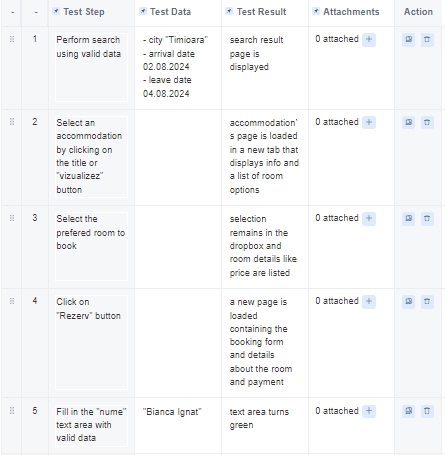 - - Test Step Test Data Test Result Attachments Action
1 Perform search - city "Timioara" search result 0 attached +
using valid data - arrival date page is
02.08.2024 displayed
- leave date
04.08.2024
2 Select an accommodation' 0 attached +
accommodation s page is loaded
by clicking on in a new tab that
the title or displays info and
"vizualizez" a list of room
button options
3 Select the selection 0 attached +
prefered room to remains in the
book dropbox and
room details like
price are listed
4 Click on a new page is 0 attached +
"Rezerv" button loaded
containing the
booking form
and details
about the room
and payment
5 Fill in the "nume" "Bianca Ignat" text area turns 0 attached +
text area with green
valid data